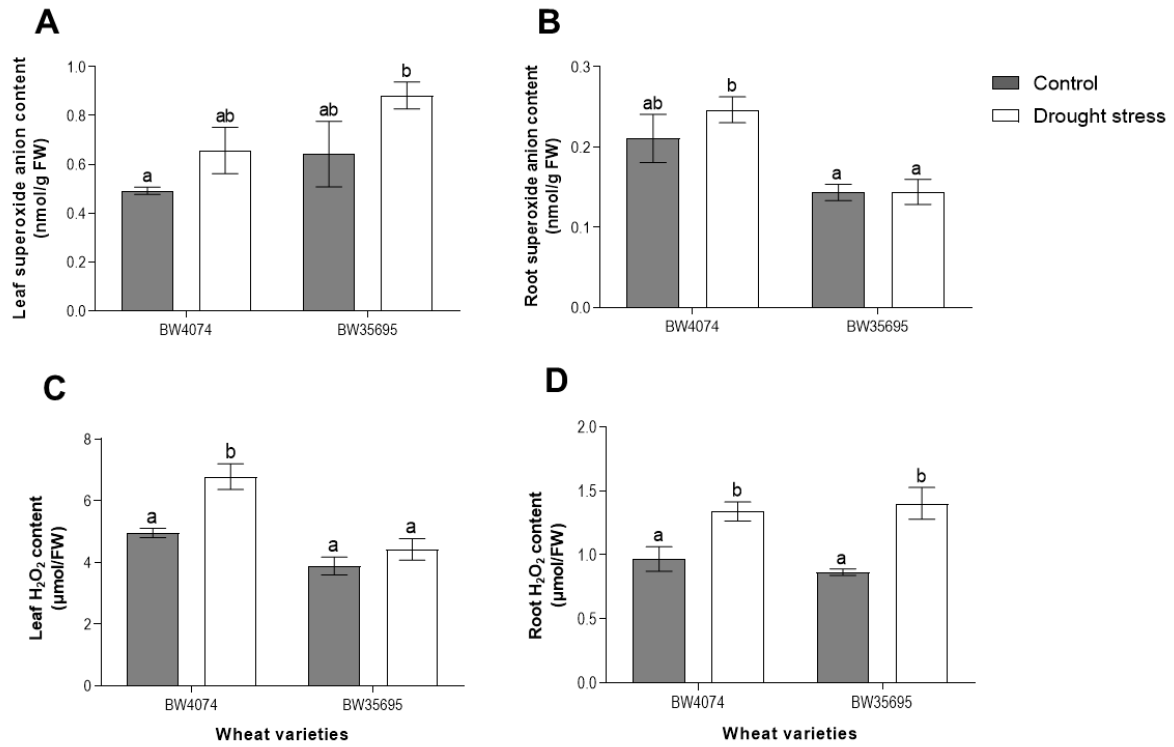 A
Leaf superoxide anion content
(nmol/g FW)
1.0
0.8
0.6
0.4
0.2
0.0
a
ab
ab
b
BW4074
BW35695
B
Root superoxide anion content
(nmol/g FW)
0.3
0.2
0.1
0.0
ab
b
a
a
BW4074
BW35695
Control
Drought stress
C
Leaf H₂O₂ content
(µmol/FW)
8
6
4
2
0
a
b
a
a
BW4074
BW35695
Wheat varieties
D
Root H₂O₂ content
(µmol/FW)
2.0
1.5
1.0
0.5
0.0
a
b
a
b
BW4074
BW35695
Wheat varieties